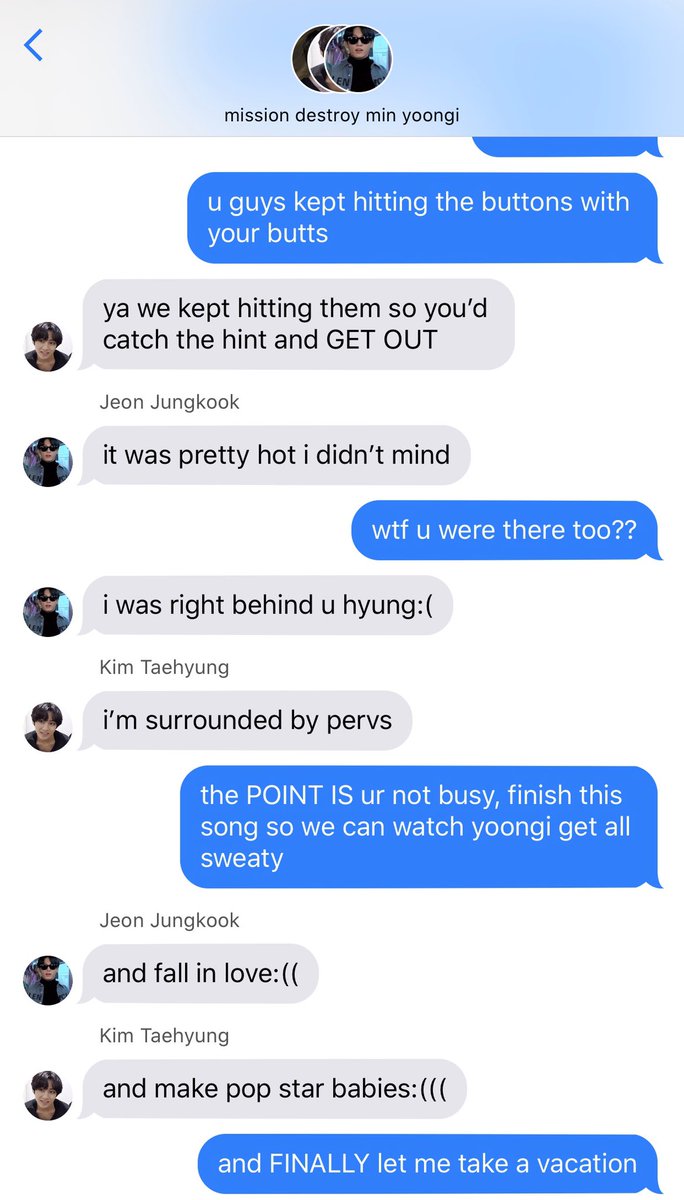 mission destroy min yoongi
u guys kept hitting the buttons with
your butts
ya we kept hitting them so you’d
catch the hint and GET OUT
Jeon Jungkook
it was pretty hot i didn’t mind
wtf u were there too??
i was right behind u hyung:(
Kim Taehyung
i’m surrounded by pervs
the POINT IS ur not busy, finish this
song so we can watch yoongi get all
sweaty
Jeon Jungkook
and fall in love:((
Kim Taehyung
and make pop star babies:(((
and FINALLY let me take a vacation